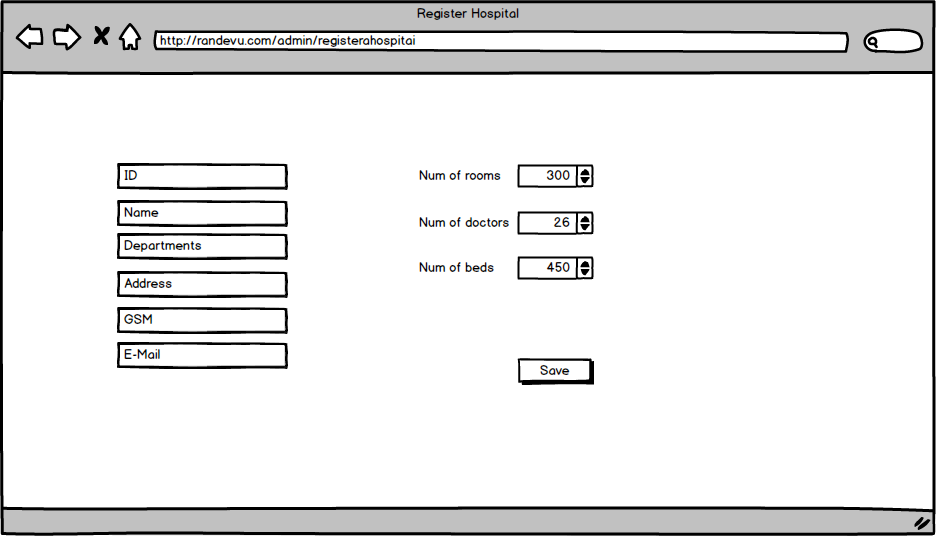 Register Hospital
http://randevu.com/admin/registerahospitai
ID
Name
Departments
Address
GSM
E-Mail
Num of rooms 300
Num of doctors 26
Num of beds 450
Save